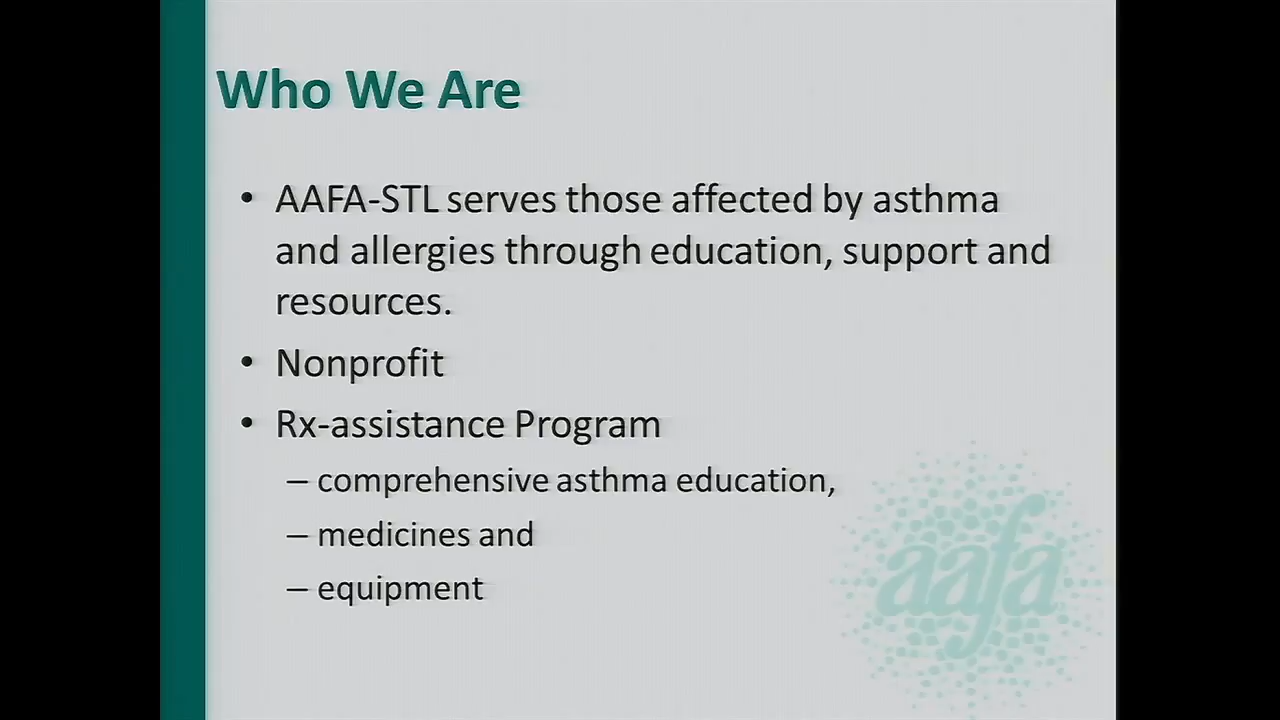 Who We Are
• AAFA-STL serves those affected by asthma
and allergies through education, support and
resources.
• Nonprofit
• Rx-assistance Program
– comprehensive asthma education,
– medicines and
– equipment
aafa